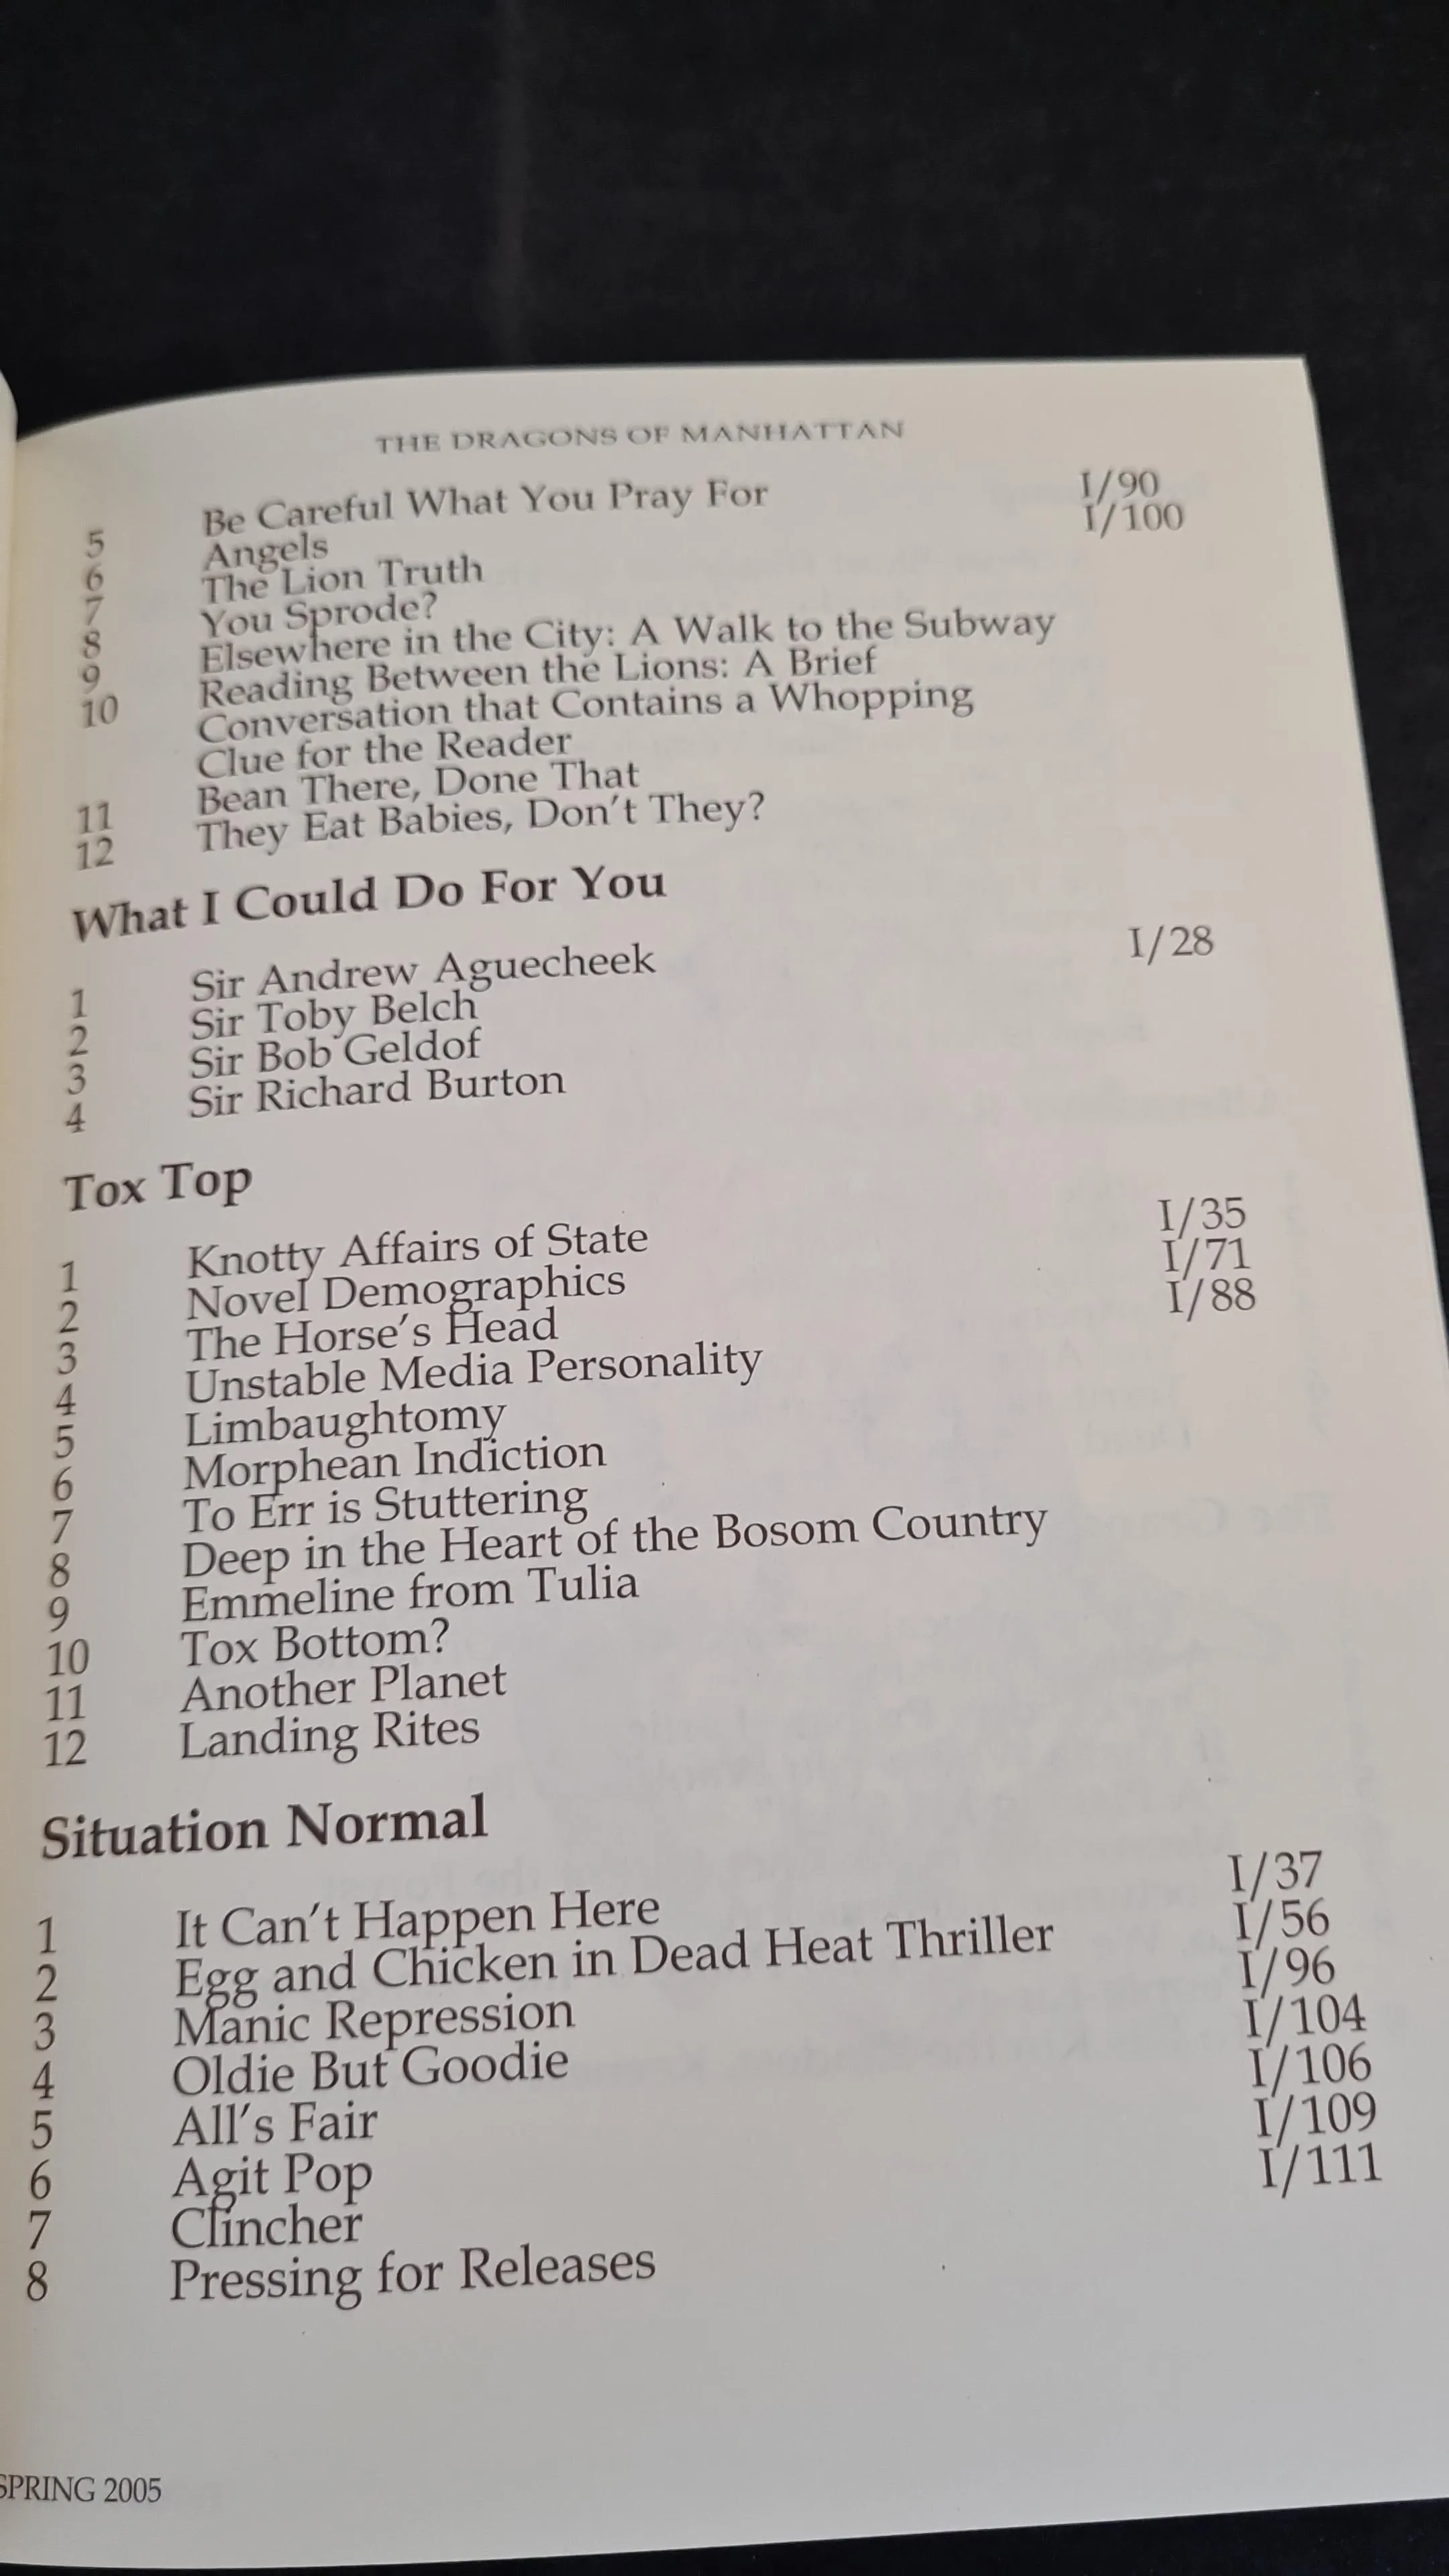 THE DRAGONS OF MANHATTAN
5 Be Careful What You Pray For I/90
6 Angels I/100
7 The Lion Truth
8 You Sprode?
9 Elsewhere in the City: A Walk to the Subway
10 Reading Between the Lions: A Brief
Conversation that Contains a Whopping
Clue for the Reader
11 Bean There, Done That
12 They Eat Babies, Don't They?
What I Could Do For You
1 Sir Andrew Aguecheek I/28
2 Sir Toby Belch
3 Sir Bob Geldof
4 Sir Richard Burton
Tox Top
1 Knotty Affairs of State I/35
2 Novel Demographics I/71
3 The Horse's Head I/88
4 Unstable Media Personality
5 Limbaughtomy
6 Morphean Indiction
7 To Err is Stuttering
8 Deep in the Heart of the Bosom Country
9 Emmeline from Tulia
10 Tox Bottom?
11 Another Planet
12 Landing Rites
Situation Normal
1 It Can't Happen Here I/37
2 Egg and Chicken in Dead Heat Thriller I/56
3 Manic Repression I/96
4 Oldie But Goodie I/104
5 All's Fair I/106
6 Agit Pop I/109
7 Clincher I/111
8 Pressing for Releases
SPRING 2005